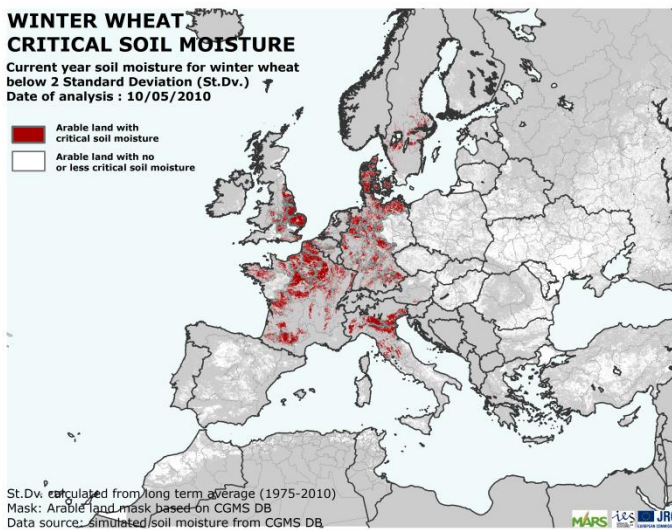 WINTER WHEAT
CRITICAL SOIL MOISTURE
Current year soil moisture for winter wheat
below 2 Standard Deviation (St.Dv.)
Date of analysis : 10/05/2010
Arable land with
critical soil moisture
Arable land with no
or less critical soil moisture
St.Dv. calculated from long term average (1975-2010)
Mask: Arable land mask based on CGMS DB
Data source: simulated soil moisture from CGMS DB
MARS ies JR